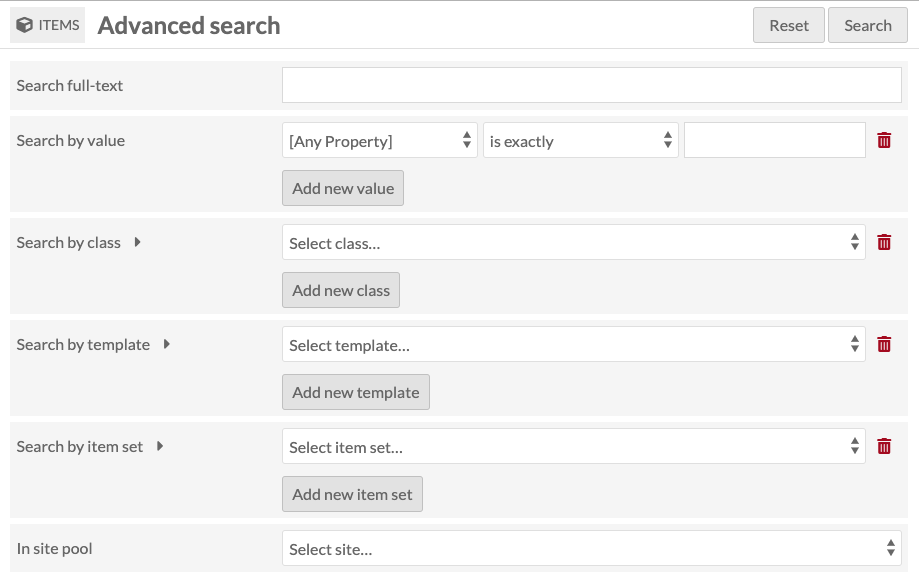 ITEMS Advanced search Reset Search
Search full-text
Search by value [Any Property] is exactly
Add new value
Search by class Select class...
Add new class
Search by template Select template...
Add new template
Search by item set Select item set...
Add new item set
In site pool Select site...